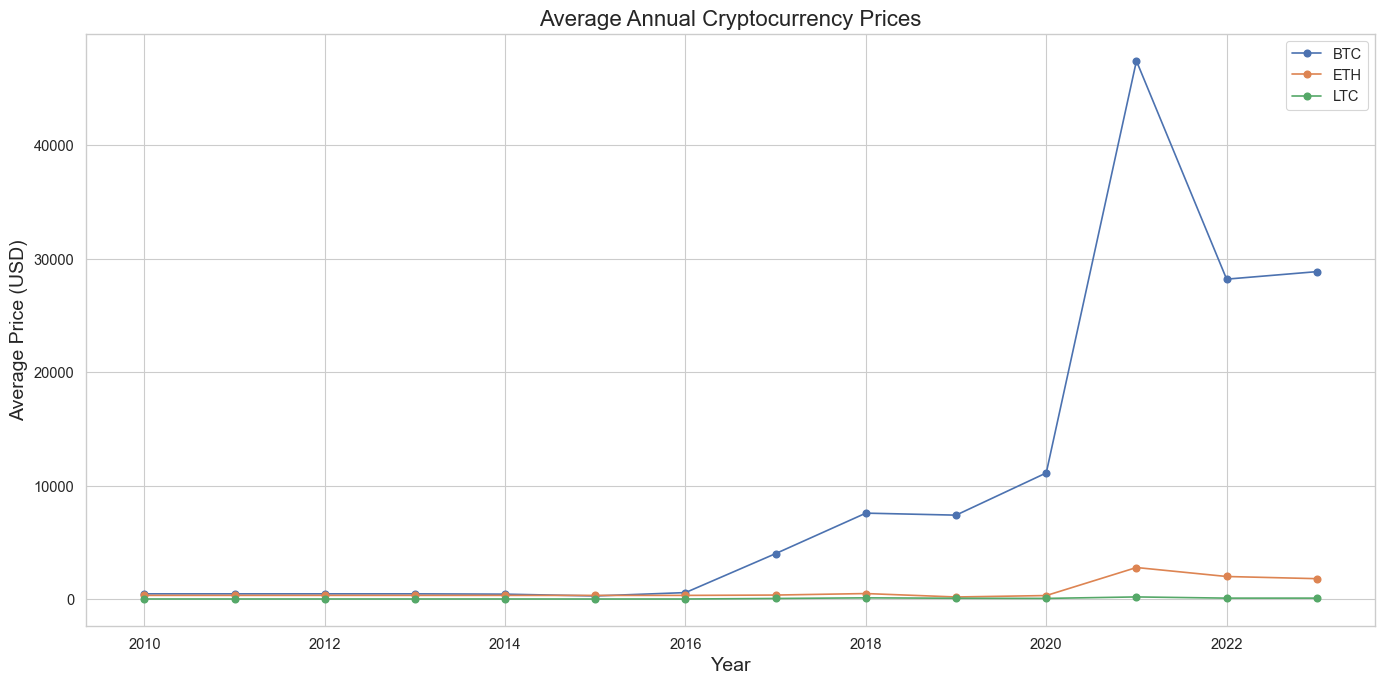 Average Annual Cryptocurrency Prices
BTC
ETH
LTC
Average Price (USD)
40000
30000
20000
10000
0
2010 2012 2014 2016 2018 2020 2022
Year